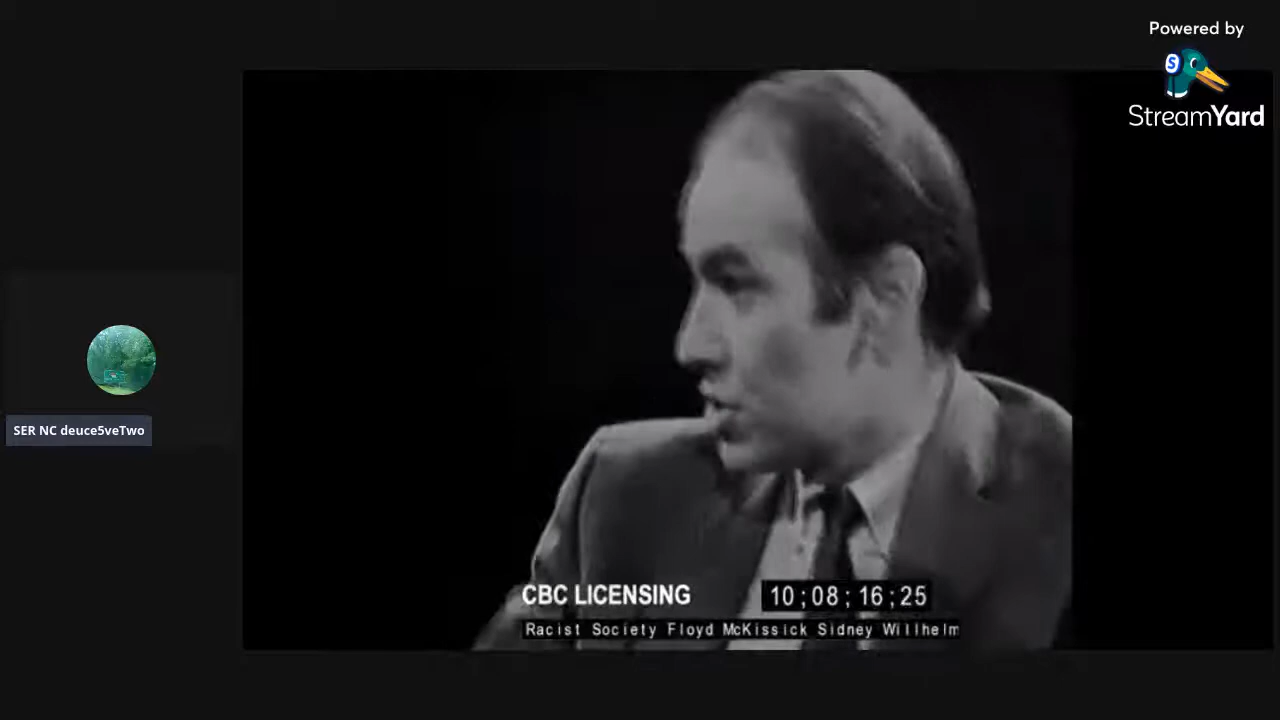 Powered by
StreamYard
SER NC deuce5veTwo
CBC LICENSING
10;08;16;25
Racist Society Floyd McKissick Sidney Willhelm